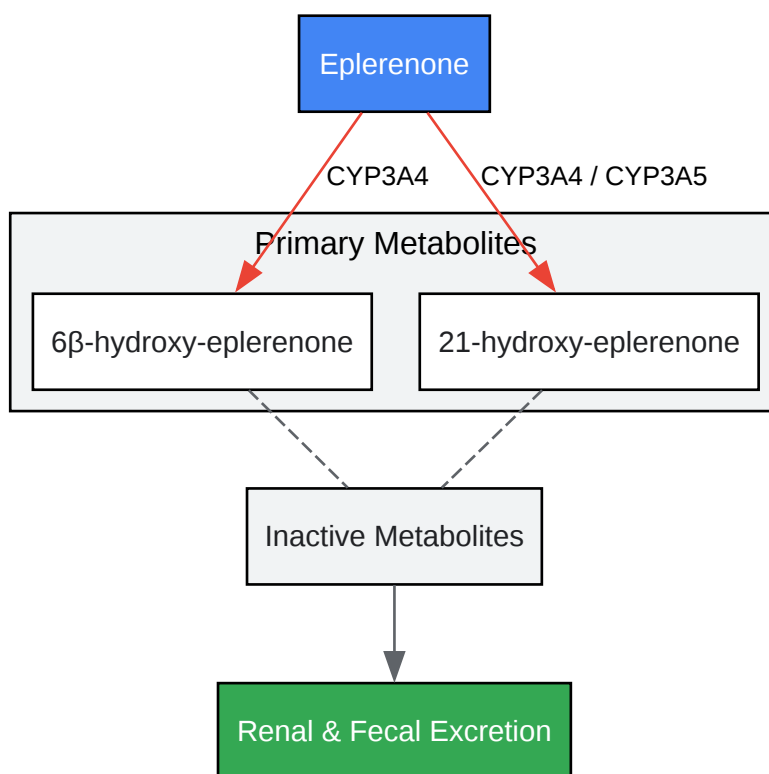 Eplerenone
CYP3A4
CYP3A4 / CYP3A5
Primary Metabolites
6β-hydroxy-eplerenone
21-hydroxy-eplerenone
Inactive Metabolites
Renal & Fecal Excretion